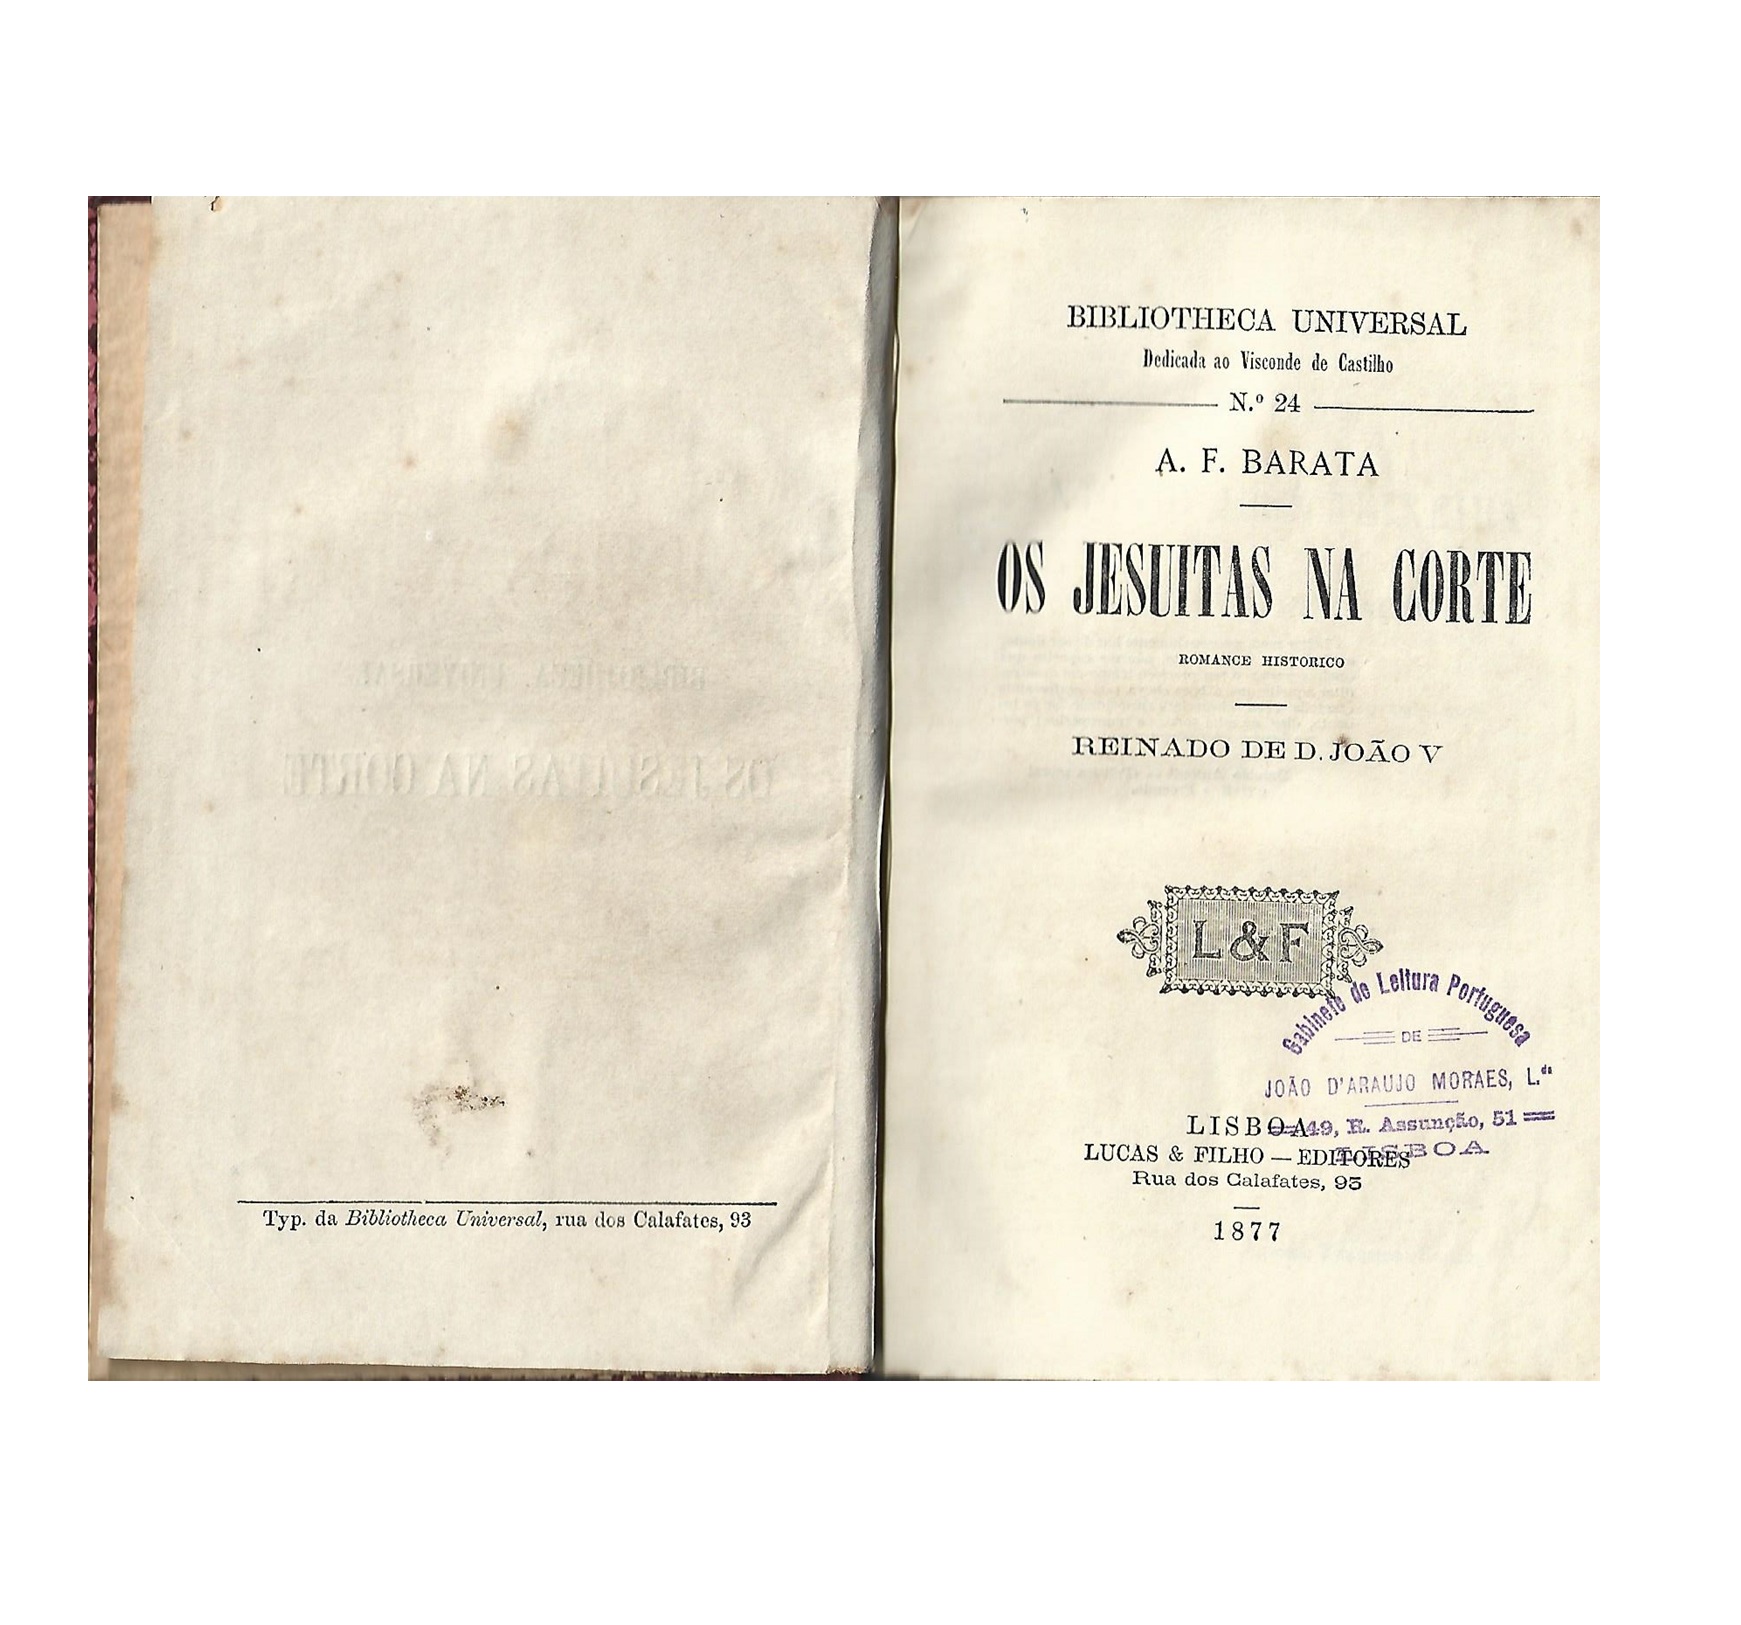 Typ. da Bibliotheca Universal, rua dos Calafates, 93
BIBLIOTHECA UNIVERSAL
Dedicada ao Visconde de Castilho
N.º 24
A. F. BARATA
OS JESUITAS NA CORTE
ROMANCE HISTORICO
REINADO DE D. JOÃO V
L & F
Gabinete de Leitura Portuguesa
DE
JOÃO D'ARAUJO MORAES, L.da
49, R. Assunção, 51
LISBOA
LISBOA
LUCAS & FILHO — EDITORES
Rua dos Calafates, 93
1877